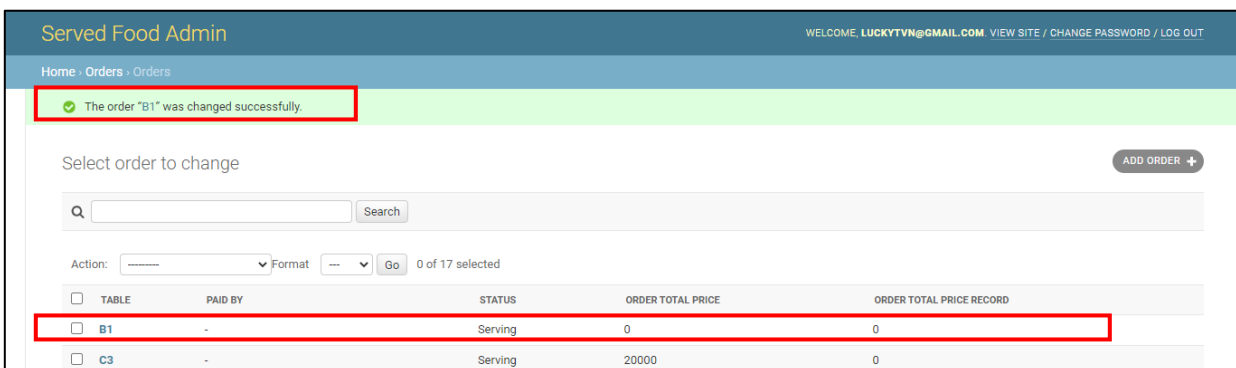 Served Food Admin
WELCOME, LUCKYTVN@GMAIL.COM. VIEW SITE / CHANGE PASSWORD / LOG OUT
Home › Orders › Orders
The order “B1” was changed successfully.
Select order to change
ADD ORDER +
Search
Action: --------- Format --- Go 0 of 17 selected
TABLE PAID BY STATUS ORDER TOTAL PRICE ORDER TOTAL PRICE RECORD
B1 - Serving 0 0
C3 - Serving 20000 0